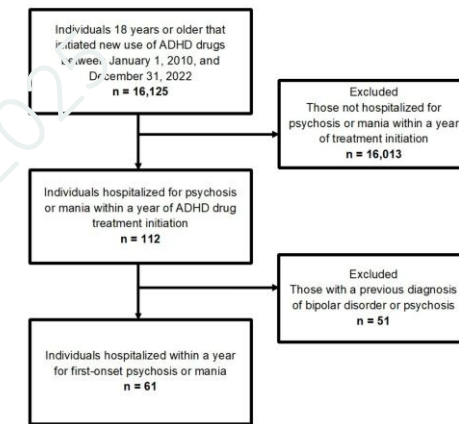 Individuals 18 years or older that
initiated new use of ADHD drugs
between January 1, 2010, and
December 31, 2022
n = 16,125
Excluded
Those not hospitalized for
psychosis or mania within a year
of treatment initiation
n = 16,013
Individuals hospitalized for psychosis
or mania within a year of ADHD drug
treatment initiation
n = 112
Excluded
Those with a previous diagnosis
of bipolar disorder or psychosis
n = 51
Individuals hospitalized within a year
for first-onset psychosis or mania
n = 61
2025